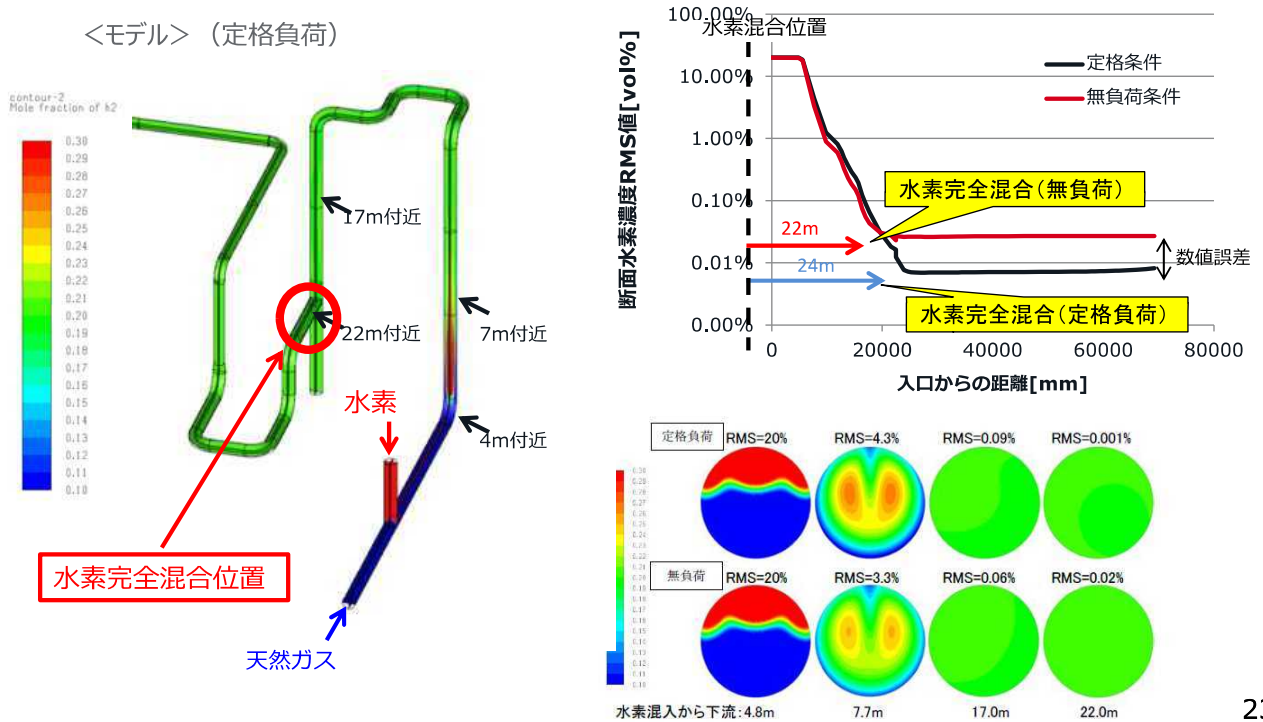 <モデル>（定格負荷）
contour-2
Mole fraction of h2
0.30
0.29
0.28
0.27
0.26
0.25
0.24
0.23
0.22
0.21
0.20
0.19
0.18
0.17
0.16
0.15
0.14
0.13
0.12
0.11
0.10
17m付近
22m付近
7m付近
4m付近
水素
水素完全混合位置
天然ガス
水素混合位置
断面水素濃度RMS値[vol%]
100.00%
10.00%
1.00%
0.10%
0.01%
0.00%
定格条件
無負荷条件
水素完全混合（無負荷）
22m
24m
数値誤差
水素完全混合（定格負荷）
0
20000
40000
60000
80000
入口からの距離[mm]
定格負荷
RMS=20%
RMS=4.3%
RMS=0.09%
RMS=0.001%
無負荷
RMS=20%
RMS=3.3%
RMS=0.06%
RMS=0.02%
水素混入から下流:4.8m
7.7m
17.0m
22.0m